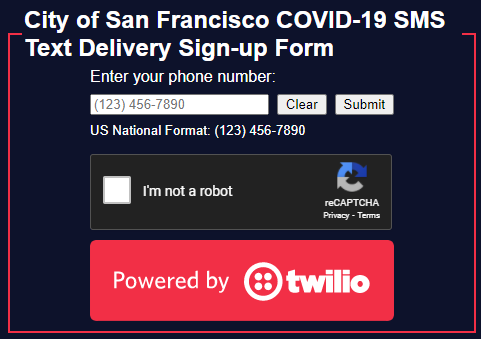 City of San Francisco COVID-19 SMS
Text Delivery Sign-up Form
Enter your phone number:
(123) 456-7890 Clear Submit
US National Format: (123) 456-7890
I'm not a robot
reCAPTCHA
Privacy - Terms
Powered by twilio